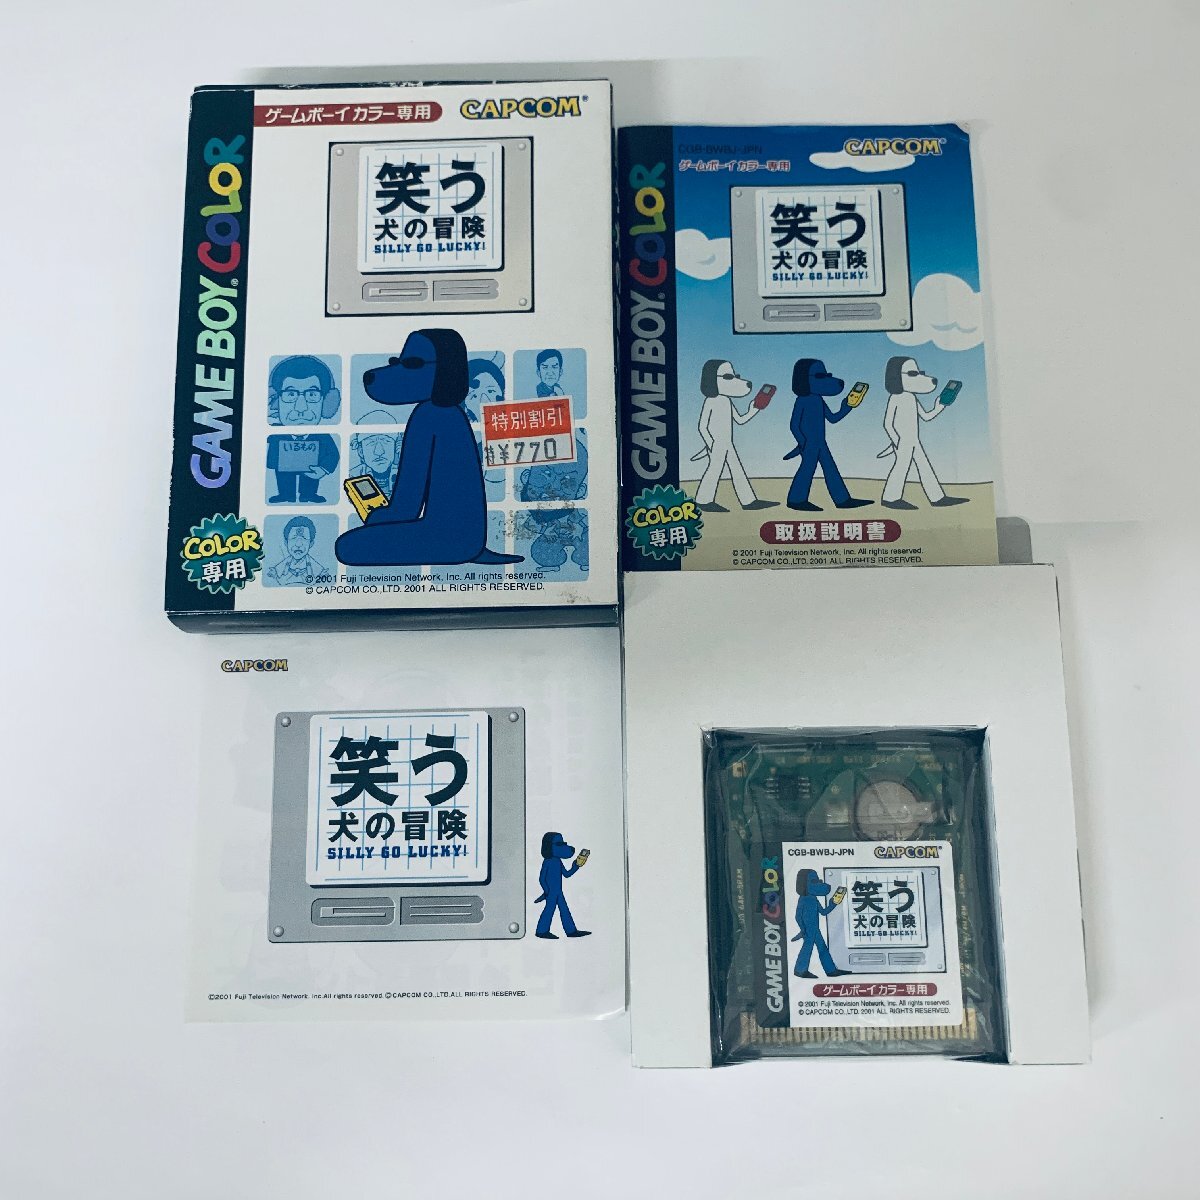 ゲームボーイカラー専用
CAPCOM
GAME BOY COLOR
笑う
犬の冒険
SILLY GO LUCKY!
GB
いるもの
特別割引
特¥770
COLOR
専用
© 2001 Fuji Television Network, Inc. All rights reserved.
© CAPCOM CO.,LTD. 2001 ALL RIGHTS RESERVED.
CGB-BWBJ-JPN
CAPCOM
ゲームボーイカラー専用
GAME BOY COLOR
笑う
犬の冒険
SILLY GO LUCKY!
GB
COLOR
専用
取扱説明書
© 2001 Fuji Television Network, Inc. All rights reserved.
© CAPCOM CO.,LTD. 2001 ALL RIGHTS RESERVED.
CAPCOM
笑う
犬の冒険
SILLY GO LUCKY!
GB
©2001 Fuji Television Network, Inc.All rights reserved.©CAPCOM CO.,LTD.ALL RIGHTS RESERVED.
CGB-BWBJ-JPN
CAPCOM
GAME BOY COLOR
笑う
犬の冒険
SILLY GO LUCKY!
GB
ゲームボーイカラー専用
© 2001 Fuji Television Network, Inc. All rights reserved.
© CAPCOM CO.,LTD. 2001 ALL RIGHTS RESERVED.